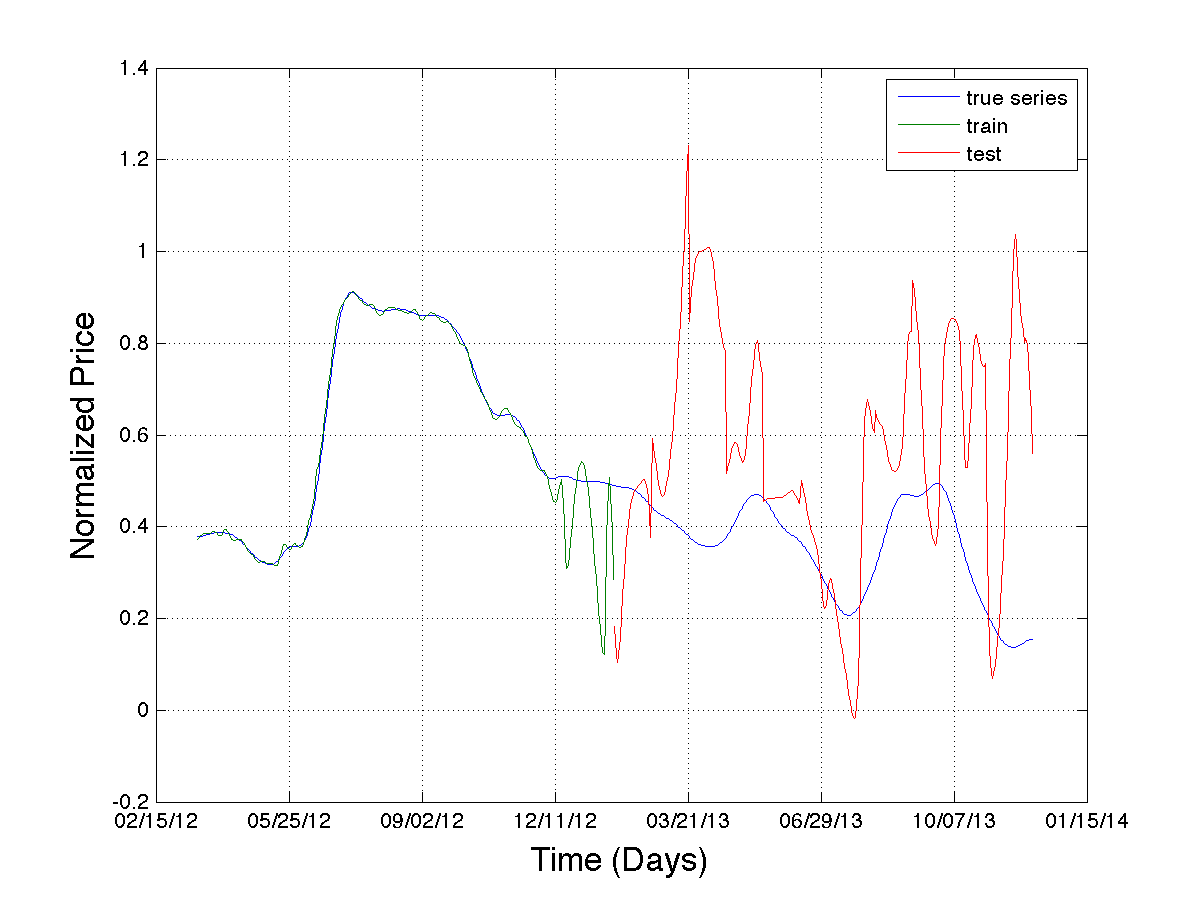 1.4
1.2
1
0.8
0.6
0.4
0.2
0
-0.2
Normalized Price
true series
train
test
02/15/12 05/25/12 09/02/12 12/11/12 03/21/13 06/29/13 10/07/13 01/15/14
Time (Days)